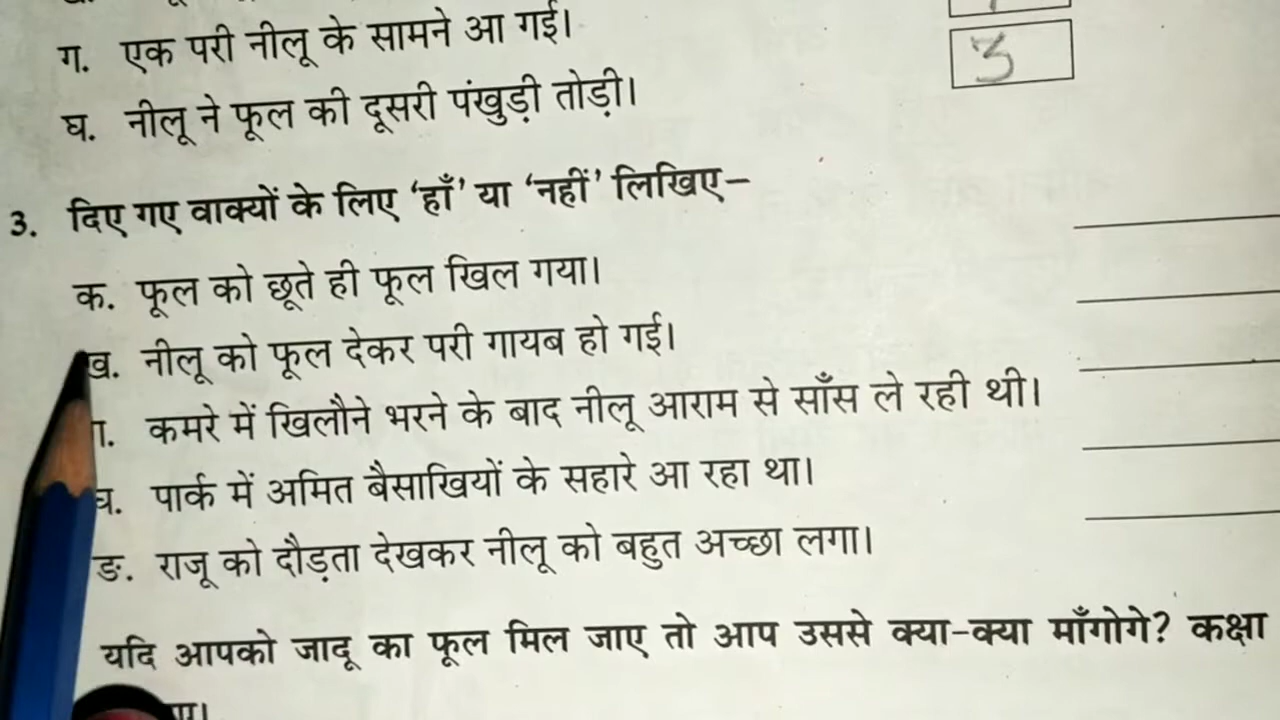 ग. एक परी नीलू के सामने आ गई।
3
घ. नीलू ने फूल की दूसरी पंखुड़ी तोड़ी।
3. दिए गए वाक्यों के लिए ‘हाँ’ या ‘नहीं’ लिखिए–
क. फूल को छूते ही फूल खिल गया।
ख. नीलू को फूल देकर परी गायब हो गई।
ग. कमरे में खिलौने भरने के बाद नीलू आराम से साँस ले रही थी।
घ. पार्क में अमित बैसाखियों के सहारे आ रहा था।
ङ. राजू को दौड़ता देखकर नीलू को बहुत अच्छा लगा।
यदि आपको जादू का फूल मिल जाए तो आप उससे क्या-क्या माँगोगे? कक्षा